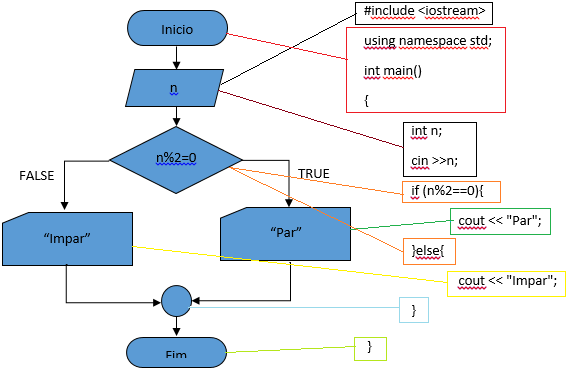 #include <iostream>
Inicio
using namespace std;
int main()
{
n
int n;
cin >>n;
n%2=0
FALSE
TRUE
if (n%2==0){
"Impar"
"Par"
cout << "Par";
}else{
cout << "Impar";
}
}
Fim